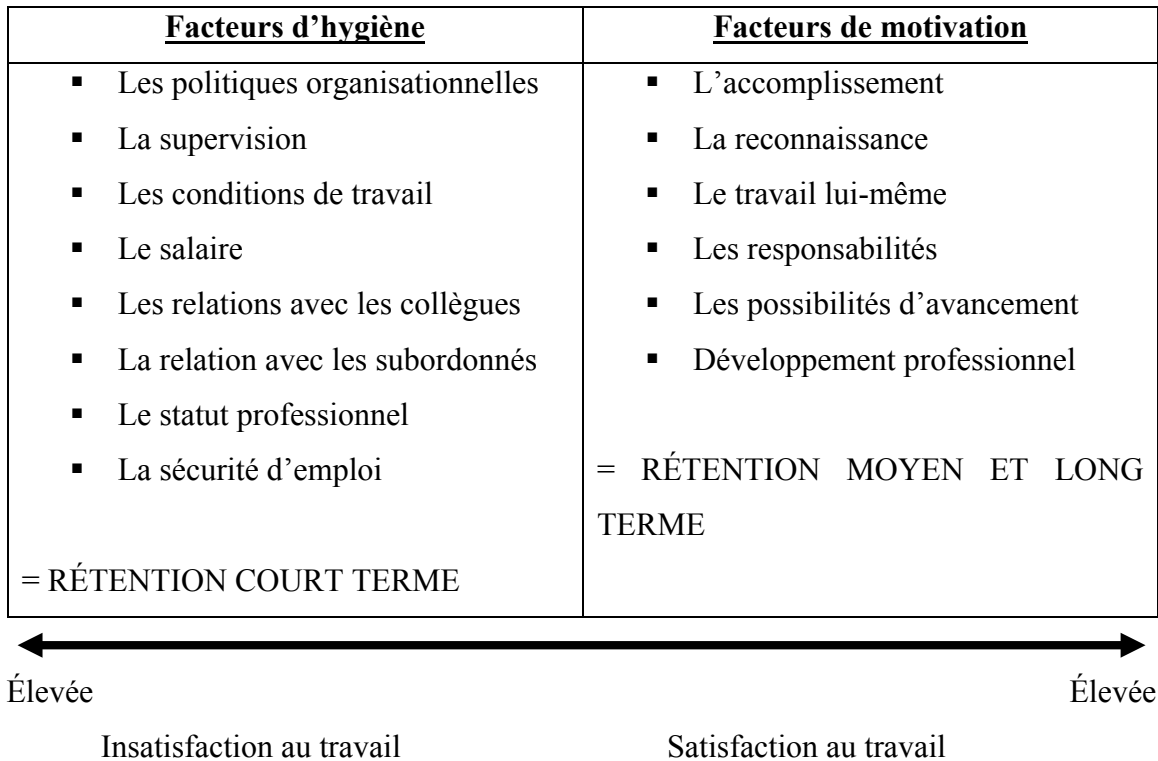 Facteurs d’hygiène
▪ Les politiques organisationnelles
▪ La supervision
▪ Les conditions de travail
▪ Le salaire
▪ Les relations avec les collègues
▪ La relation avec les subordonnés
▪ Le statut professionnel
▪ La sécurité d’emploi
= RÉTENTION COURT TERME
Facteurs de motivation
▪ L’accomplissement
▪ La reconnaissance
▪ Le travail lui-même
▪ Les responsabilités
▪ Les possibilités d’avancement
▪ Développement professionnel
= RÉTENTION MOYEN ET LONG
TERME
Élevée Élevée
Insatisfaction au travail Satisfaction au travail